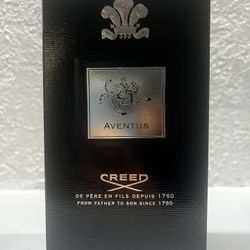 AVENTUS
CREED
DE PÈRE EN FILS DEPUIS 1760
FROM FATHER TO SON SINCE 1760